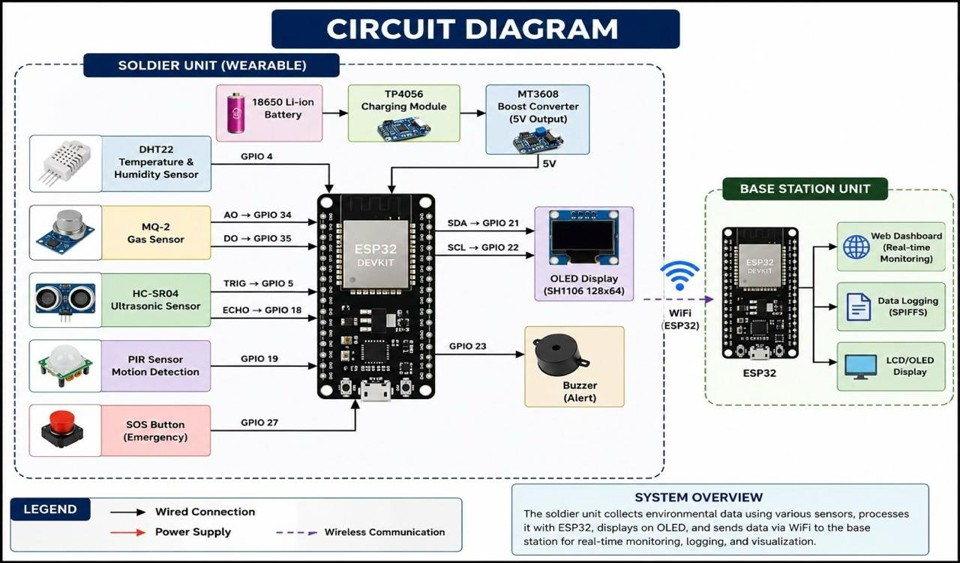 CIRCUIT DIAGRAM
SOLDIER UNIT (WEARABLE)
18650 Li-ion
Battery
TP4056
Charging Module
MT3608
Boost Converter
(5V Output)
5V
DHT22
Temperature &
Humidity Sensor
GPIO 4
MQ-2
Gas Sensor
AO → GPIO 34
DO → GPIO 35
HC-SR04
Ultrasonic Sensor
TRIG → GPIO 5
ECHO → GPIO 18
PIR Sensor
Motion Detection
GPIO 19
SOS Button
(Emergency)
GPIO 27
ESP32
DEVKIT
SDA → GPIO 21
SCL → GPIO 22
OLED Display
(SH1106 128x64)
GPIO 23
Buzzer
(Alert)
WiFi
(ESP32)
BASE STATION UNIT
ESP32
DEVKIT
ESP32
Web Dashboard
(Real-time
Monitoring)
Data Logging
(SPIFFS)
LCD/OLED
Display
LEGEND
Wired Connection
Power Supply
Wireless Communication
SYSTEM OVERVIEW
The soldier unit collects environmental data using various sensors, processes
it with ESP32, displays on OLED, and sends data via WiFi to the base
station for real-time monitoring, logging, and visualization.